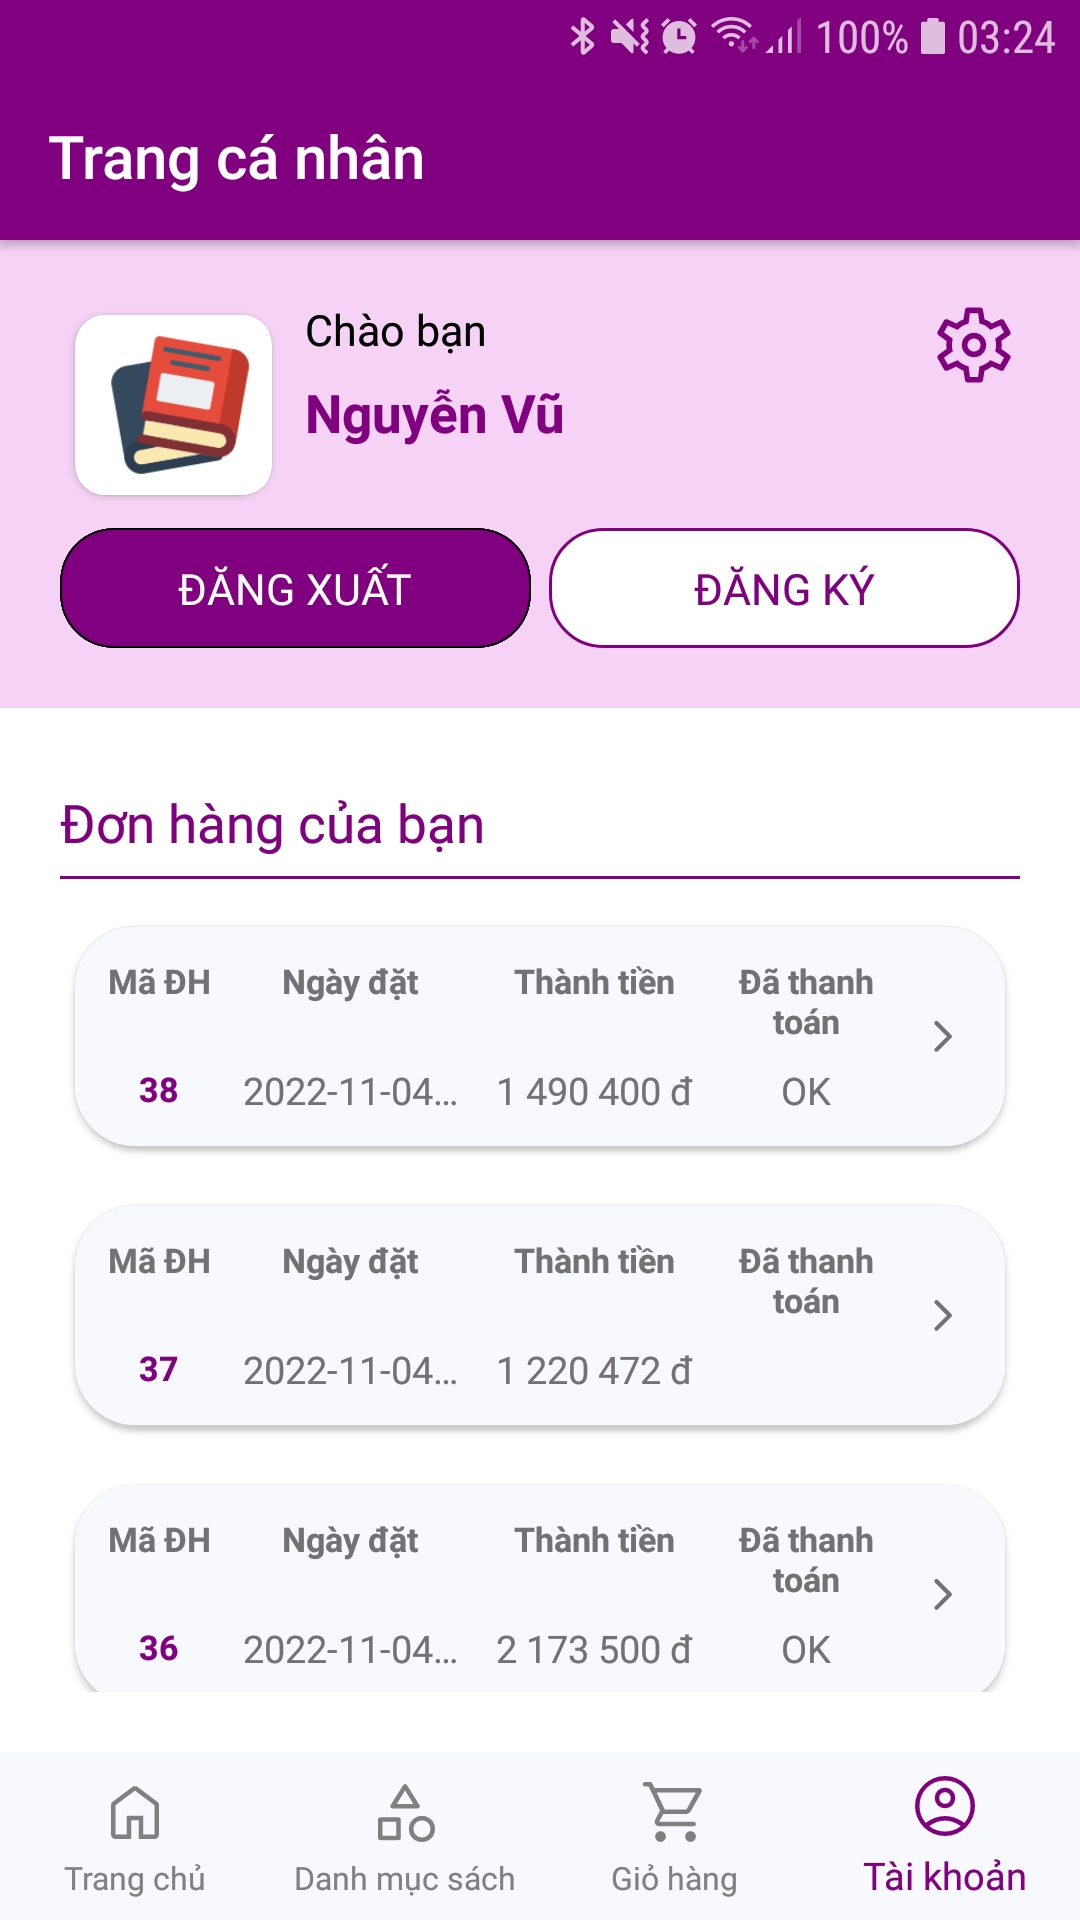 100% 03:24
Trang cá nhân
Chào bạn
Nguyễn Vũ
ĐĂNG XUẤT ĐĂNG KÝ
Đơn hàng của bạn
Mã ĐH Ngày đặt Thành tiền Đã thanh
toán
38 2022-11-04... 1 490 400 đ OK
Mã ĐH Ngày đặt Thành tiền Đã thanh
toán
37 2022-11-04... 1 220 472 đ
Mã ĐH Ngày đặt Thành tiền Đã thanh
toán
36 2022-11-04... 2 173 500 đ OK
Trang chủ Danh mục sách Giỏ hàng Tài khoản